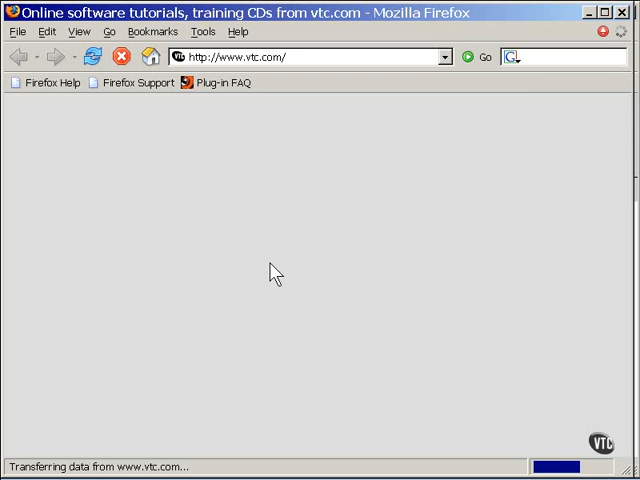 Online software tutorials, training CDs from vtc.com - Mozilla Firefox
File Edit View Go Bookmarks Tools Help
VTC http://www.vtc.com/ Go G
Firefox Help Firefox Support Plug-in FAQ
VTC
Transferring data from www.vtc.com...